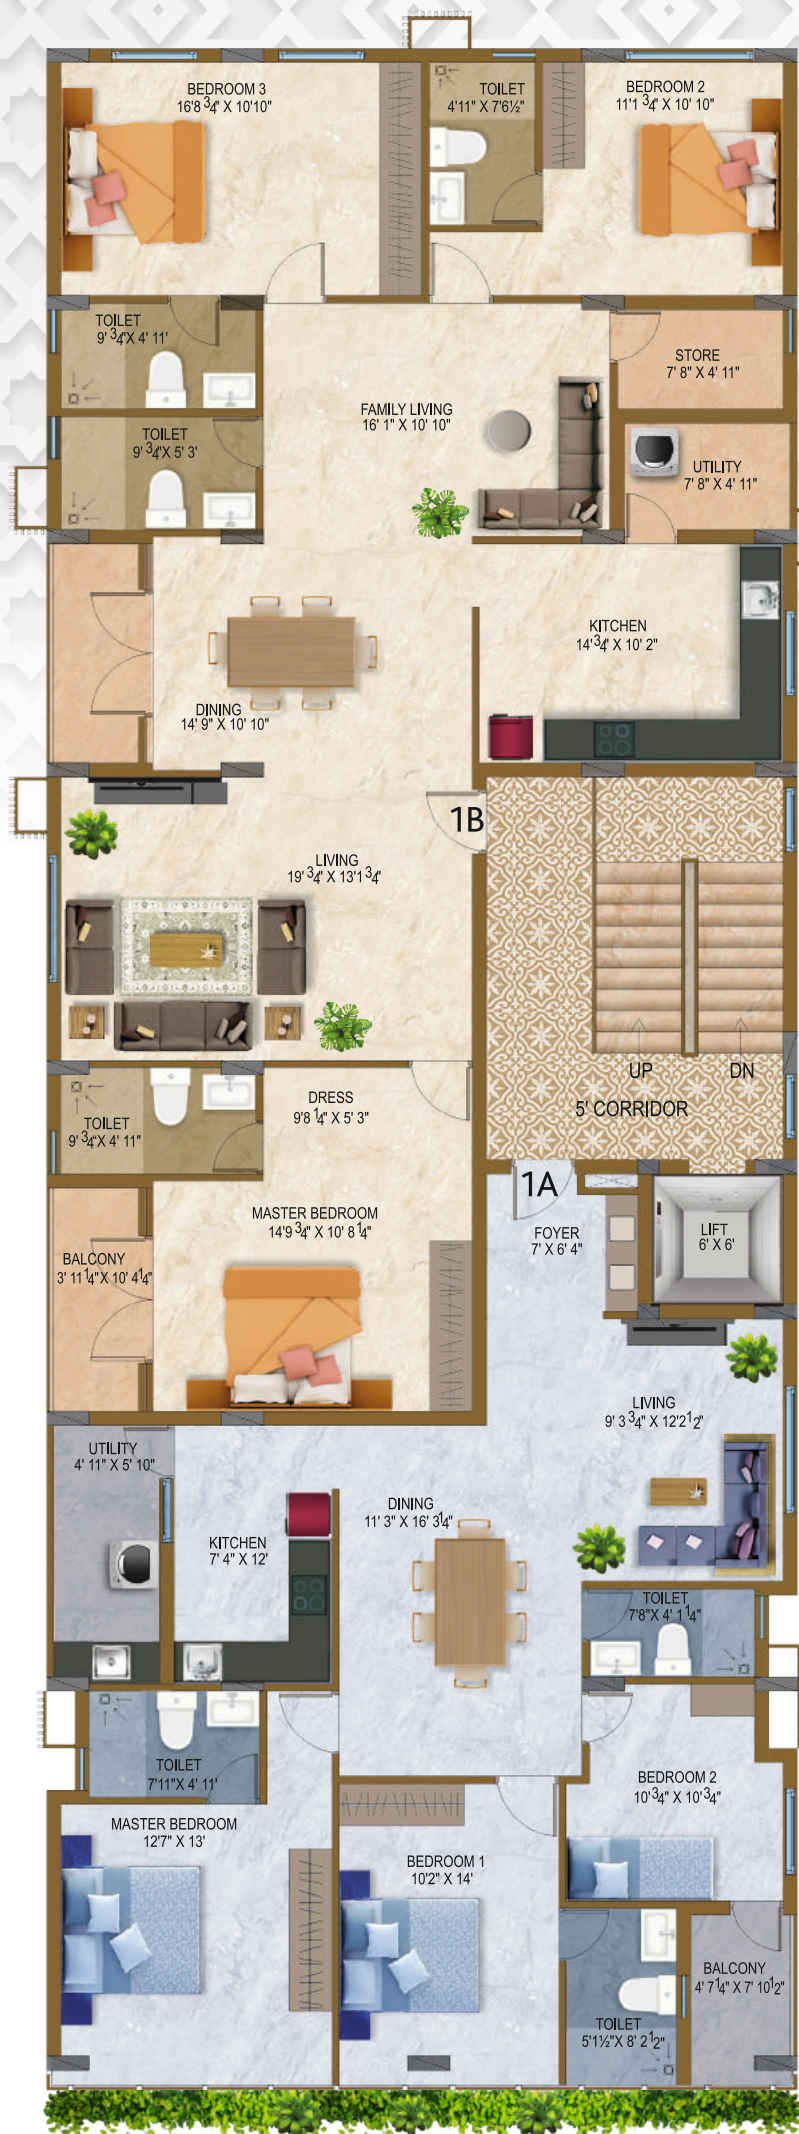 BEDROOM 3
16'8 3/4" X 10'10"
TOILET
4'11" X 7'6½"
BEDROOM 2
11'1 3/4" X 10' 10"
TOILET
9' 3/4"X 4' 11'
STORE
7' 8" X 4' 11"
FAMILY LIVING
16' 1" X 10' 10"
TOILET
9' 3/4"X 5' 3'
UTILITY
7' 8" X 4' 11"
KITCHEN
14' 3/4" X 10' 2"
DINING
14' 9" X 10' 10"
1B
LIVING
19' 3/4" X 13'1 3/4"
UP
DN
5' CORRIDOR
DRESS
9'8 1/4" X 5' 3"
TOILET
9' 3/4"X 4' 11"
1A
MASTER BEDROOM
14'9 3/4" X 10' 8 1/4"
FOYER
7' X 6' 4"
LIFT
6' X 6'
BALCONY
3' 11 1/4" X 10' 4 1/4"
LIVING
9' 3 3/4" X 12'2 1/2"
UTILITY
4' 11" X 5' 10"
DINING
11' 3" X 16' 3 1/4"
KITCHEN
7' 4" X 12'
TOILET
7'8"X 4' 1 1/4"
TOILET
7'11"X 4' 11'
BEDROOM 2
10' 3/4" X 10' 3/4"
MASTER BEDROOM
12'7" X 13'
BEDROOM 1
10'2" X 14'
BALCONY
4' 7 1/4" X 7' 10 1/2"
TOILET
5'1½"X 8' 2 1/2"